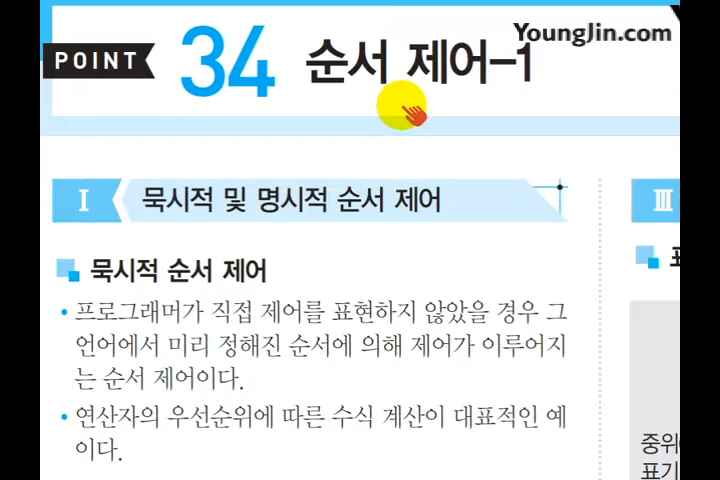 YoungJin.com
POINT 34 순서 제어-1
Ⅰ 묵시적 및 명시적 순서 제어
묵시적 순서 제어
• 프로그래머가 직접 제어를 표현하지 않았을 경우 그
언어에서 미리 정해진 순서에 의해 제어가 이루어지
는 순서 제어이다.
• 연산자의 우선순위에 따른 수식 계산이 대표적인 예
이다.
Ⅲ
표기